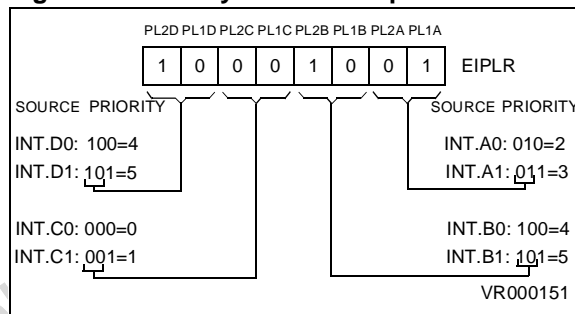 PL2D PL1D PL2C PL1C PL2B PL1B PL2A PL1A
1 0 0 0 1 0 0 1 EIPLR
SOURCE PRIORITY SOURCE PRIORITY
INT.D0: 100=4 INT.A0: 010=2
INT.D1: 101=5 INT.A1: 011=3
INT.C0: 000=0 INT.B0: 100=4
INT.C1: 001=1 INT.B1: 101=5
VR000151